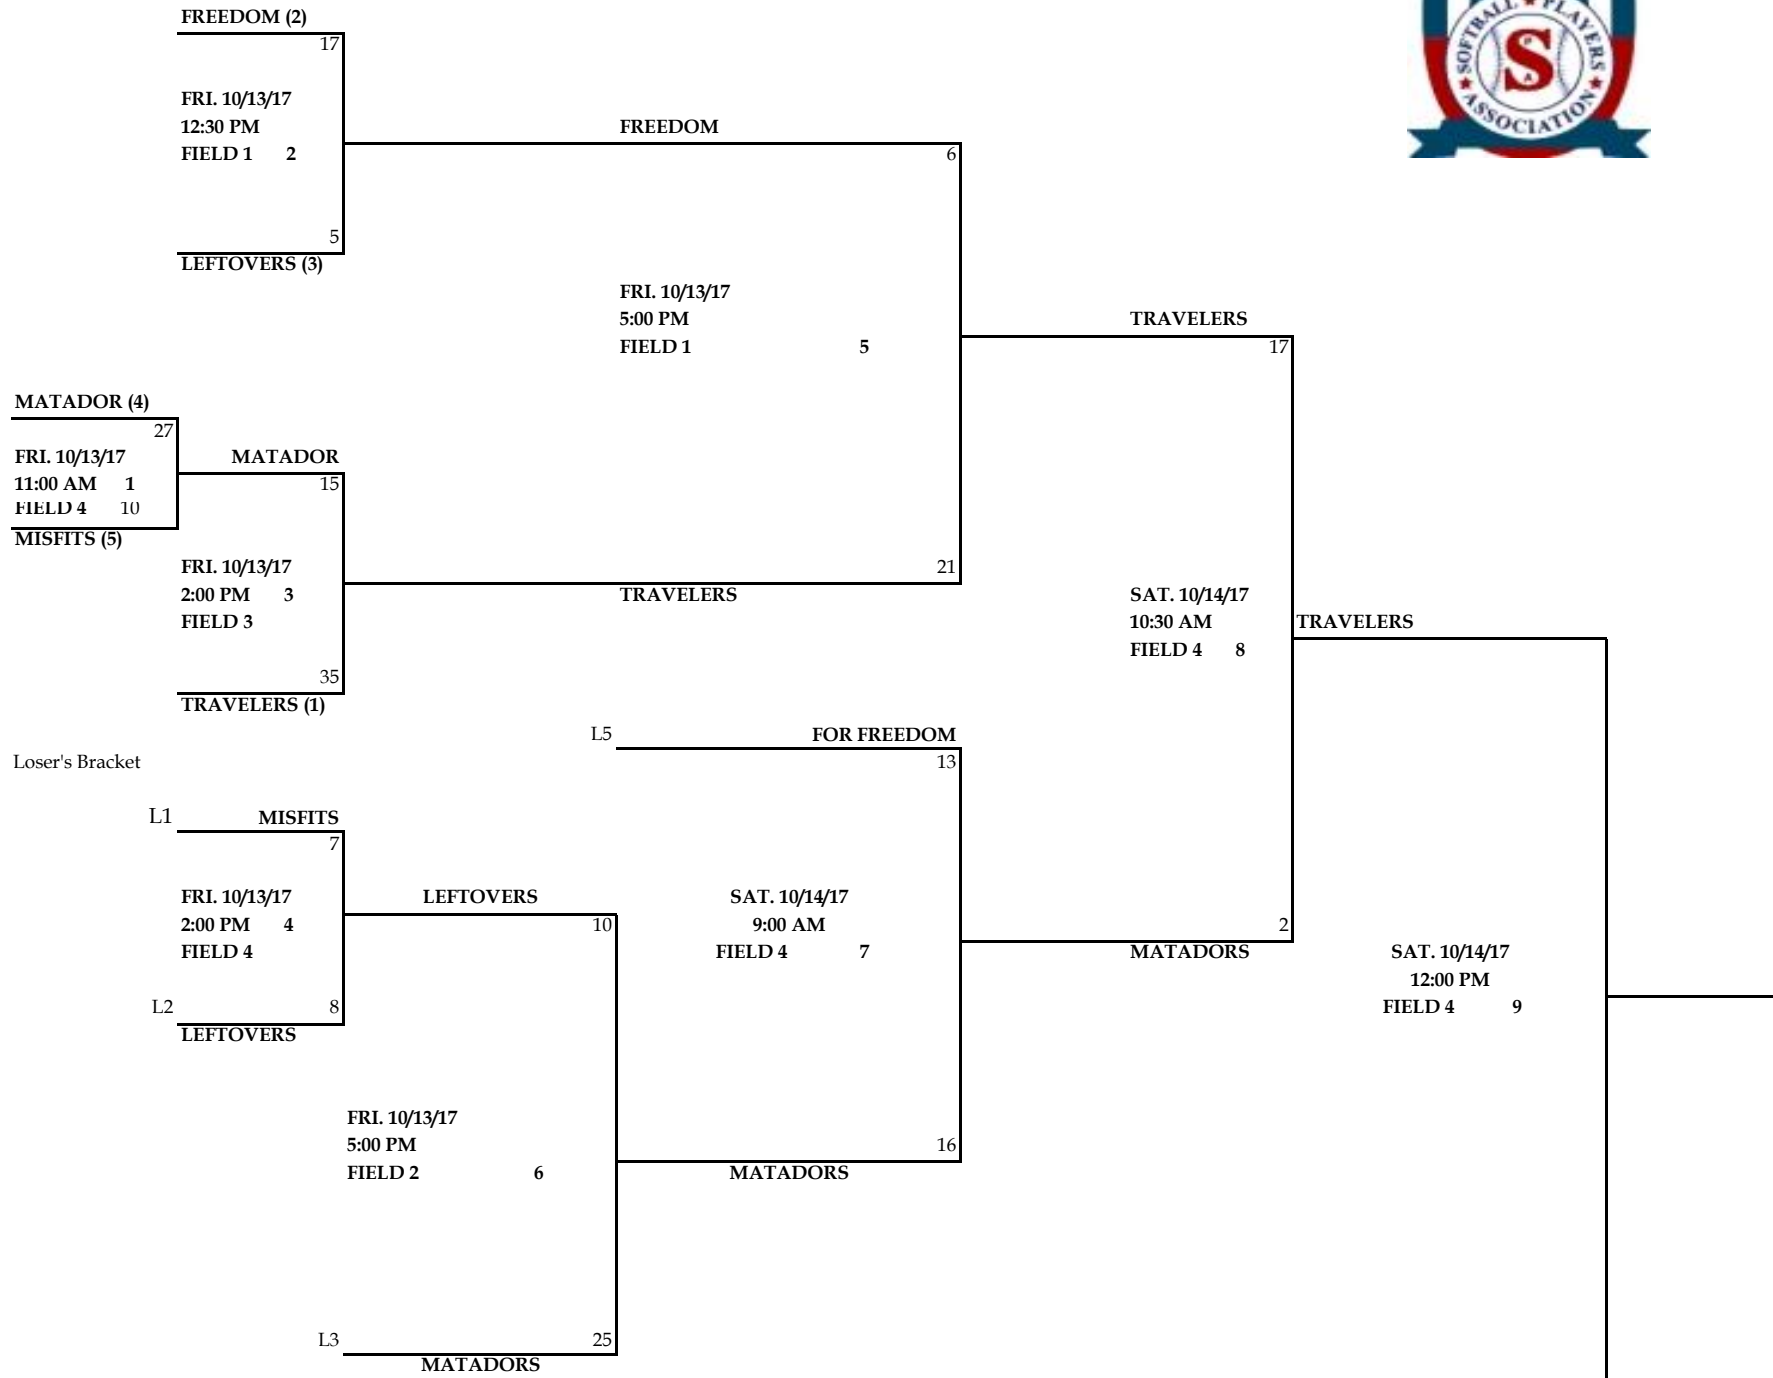 SOFTBALL PLAYERS
S
P
A
ASSOCIATION
FREEDOM (2)
17
FRI. 10/13/17
12:30 PM
FIELD 1 2
5
LEFTOVERS (3)
FREEDOM
6
FRI. 10/13/17
5:00 PM
FIELD 1 5
21
TRAVELERS
MATADOR (4)
27
FRI. 10/13/17
11:00 AM 1
FIELD 4 10
MISFITS (5)
MATADOR
15
FRI. 10/13/17
2:00 PM 3
FIELD 3
35
TRAVELERS (1)
TRAVELERS
17
SAT. 10/14/17
10:30 AM
FIELD 4 8
2
MATADORS
TRAVELERS
SAT. 10/14/17
12:00 PM
FIELD 4 9
L5 FOR FREEDOM
13
SAT. 10/14/17
9:00 AM
FIELD 4 7
16
MATADORS
Loser's Bracket
L1 MISFITS
7
FRI. 10/13/17
2:00 PM 4
FIELD 4
L2 8
LEFTOVERS
LEFTOVERS
10
FRI. 10/13/17
5:00 PM
FIELD 2 6
L3 25
MATADORS